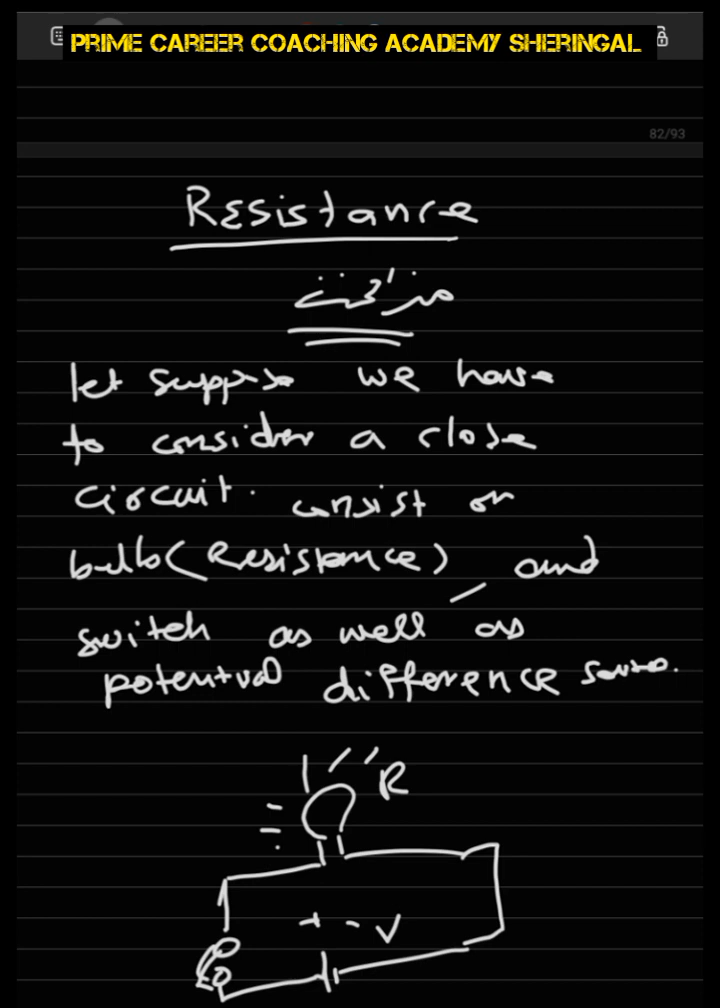 PRIME CAREER COACHING ACADEMY SHERINGAL
82/93
Resistance
مزاحمت
let suppose we have
to consider a close
circuit. consist on
bulb(Resistance) and
switch as well as
potential difference
R
+ - V